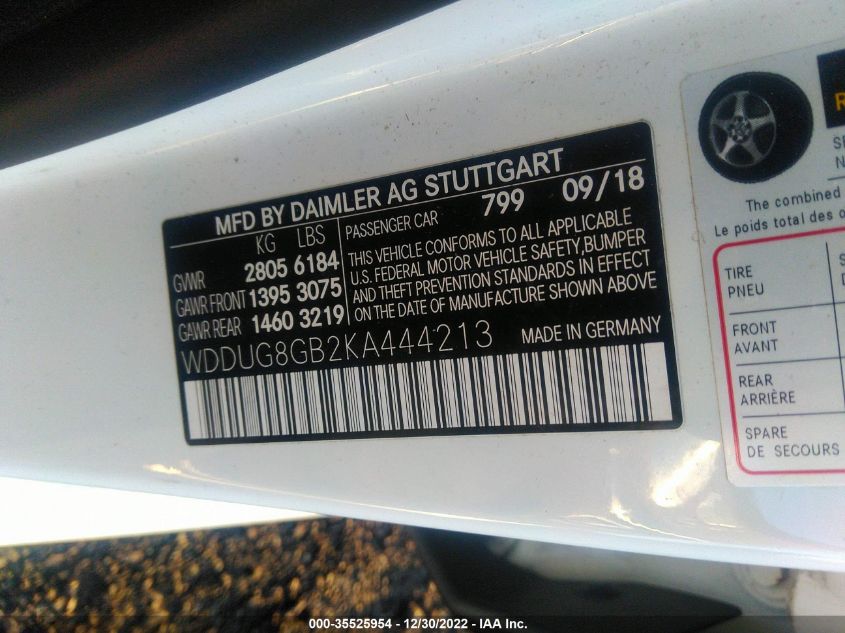 MFD BY DAIMLER AG STUTTGART
KG LBS
GVWR 2805 6184
GAWR FRONT 1395 3075
GAWR REAR 1460 3219
PASSENGER CAR 799 09/18
THIS VEHICLE CONFORMS TO ALL APPLICABLE
U.S. FEDERAL MOTOR VEHICLE SAFETY, BUMPER
AND THEFT PREVENTION STANDARDS IN EFFECT
ON THE DATE OF MANUFACTURE SHOWN ABOVE
WDDUG8GB2KA444213 MADE IN GERMANY
The combined
Le poids total des
TIRE
PNEU
FRONT
AVANT
REAR
ARRIÈRE
SPARE
DE SECOURS
000-35525954 - 12/30/2022 - IAA Inc.